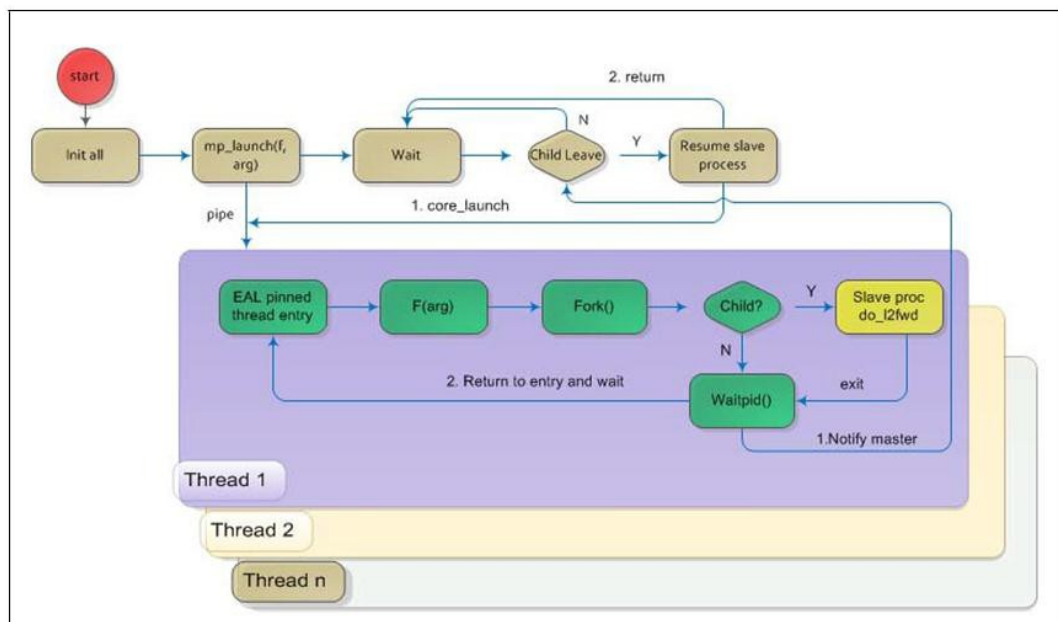 start
2. return
Init all
mp_launch(f,
arg)
Wait
N
Child Leave
Y
Resume slave
process
pipe
1. core_launch
EAL pinned
thread entry
F(arg)
Fork()
Child?
Y
Slave proc
do_l2fwd
N
2. Return to entry and wait
Waitpid()
exit
1.Notify master
Thread 1
Thread 2
Thread n